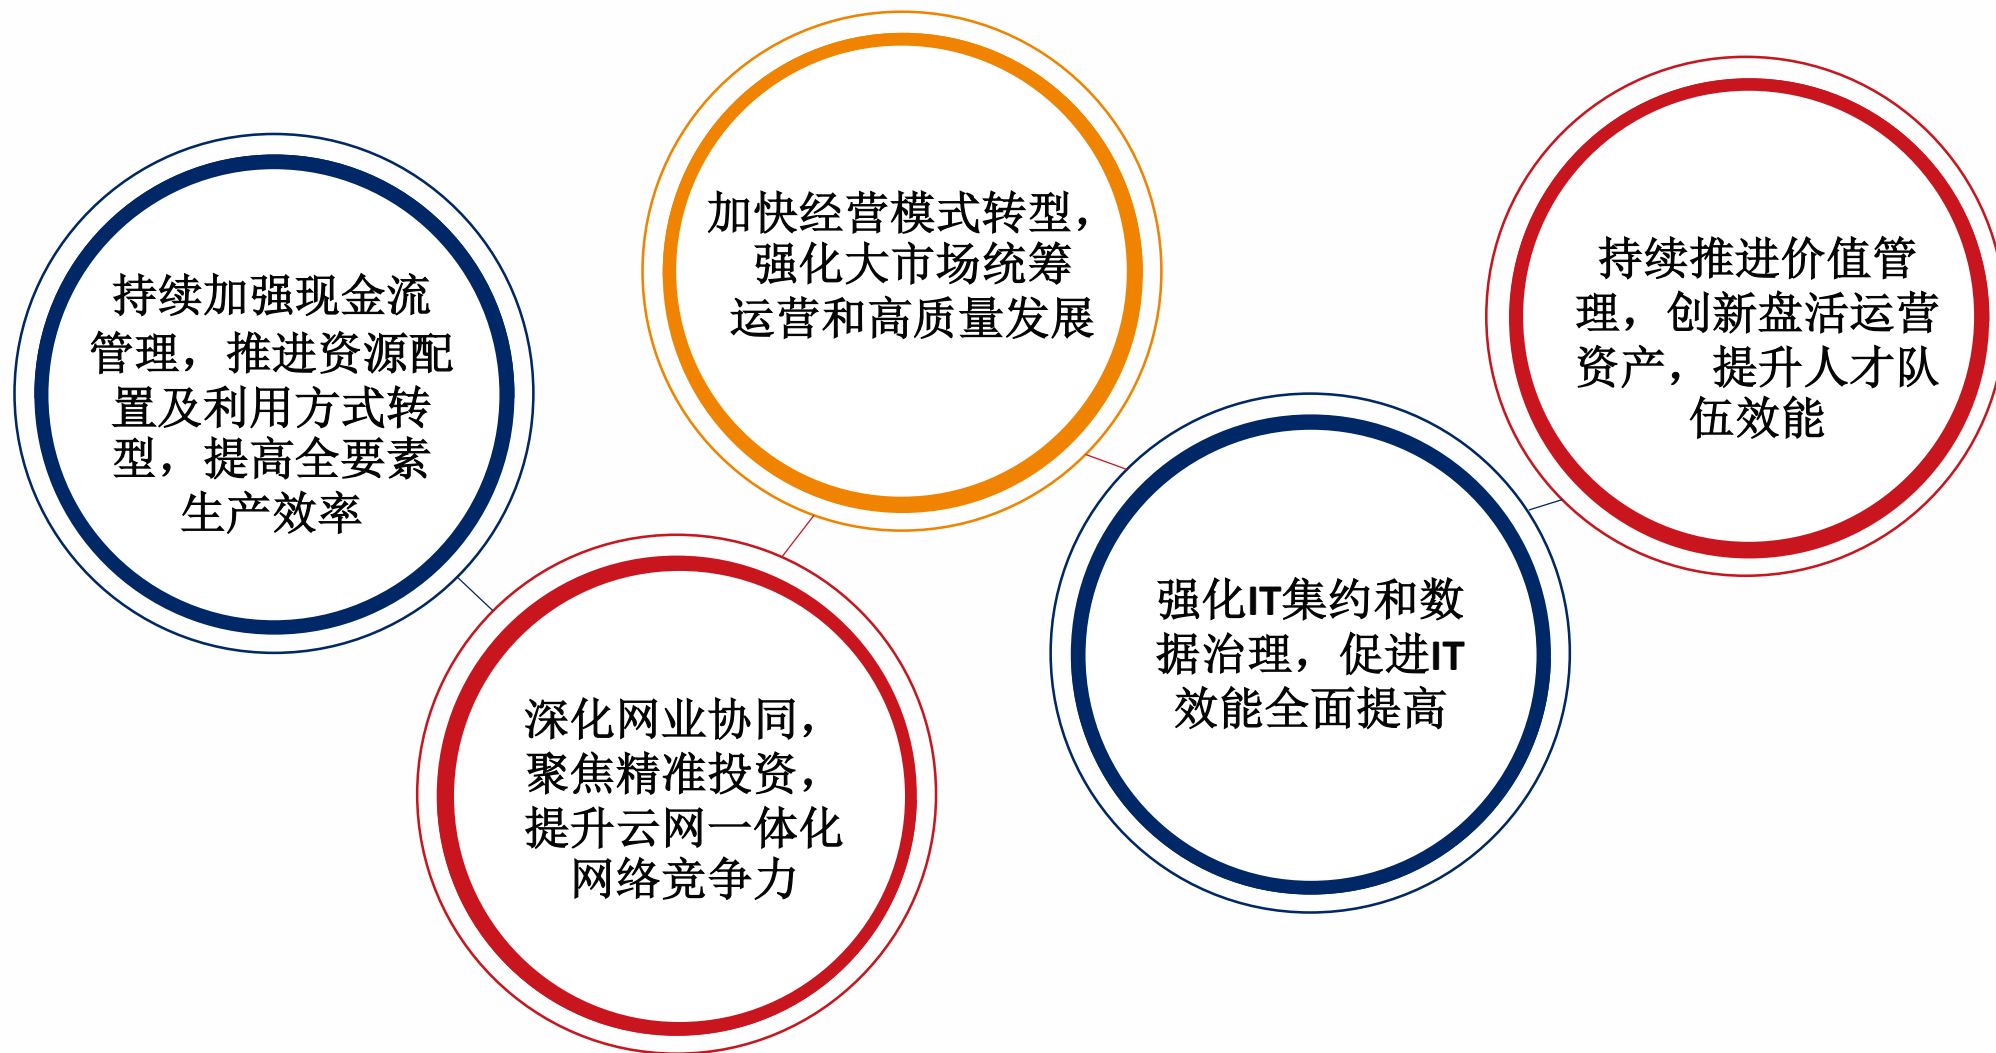 持续加强现金流
管理，推进资源配
置及利用方式转
型，提高全要素
生产效率
深化网业协同，
聚焦精准投资，
提升云网一体化
网络竞争力
加快经营模式转型，
强化大市场统筹
运营和高质量发展
强化IT集约和数
据治理，促进IT
效能全面提高
持续推进价值管
理，创新盘活运营
资产，提升人才队
伍效能